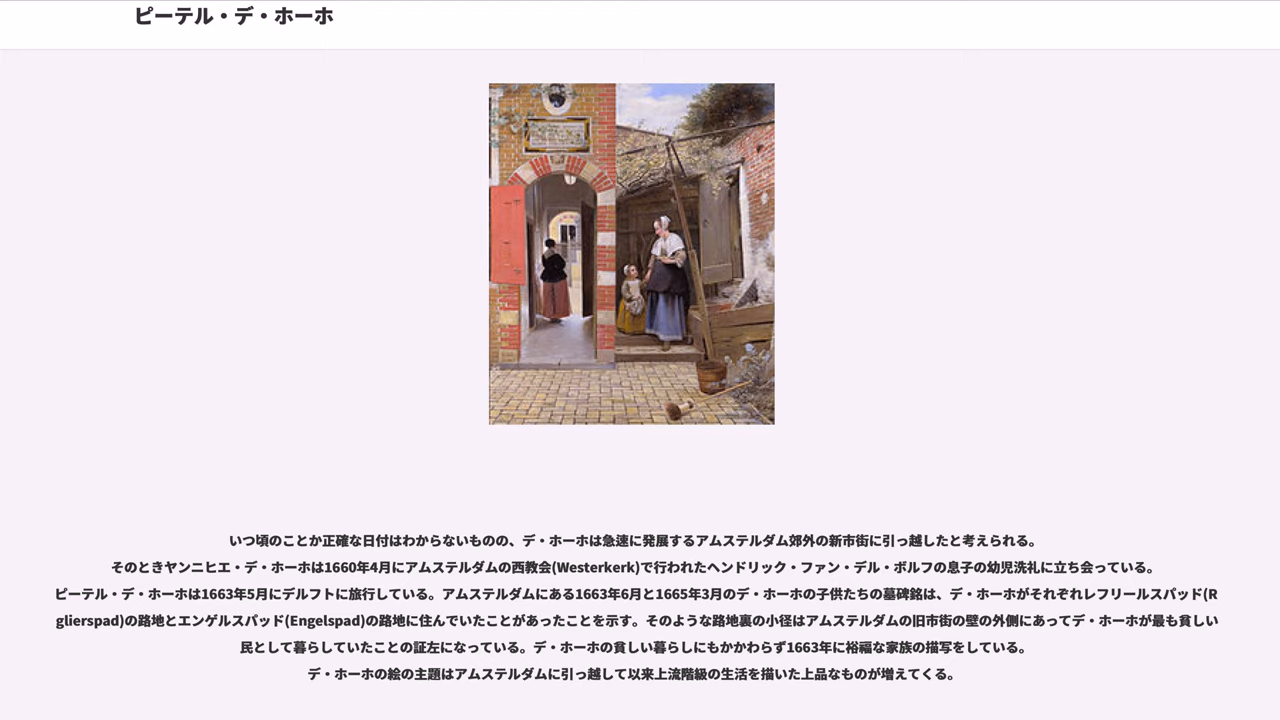 ピーテル・デ・ホーホ
いつ頃のことか正確な日付はわからないものの、デ・ホーホは急速に発展するアムステルダム郊外の新市街に引っ越したと考えられる。
そのときヤンニヒエ・デ・ホーホは1660年4月にアムステルダムの西教会(Westerkerk)で行われたヘンドリック・ファン・デル・ボルフの息子の幼児洗礼に立ち会っている。
ピーテル・デ・ホーホは1663年5月にデルフトに旅行している。アムステルダムにある1663年6月と1665年3月のデ・ホーホの子供たちの墓碑銘は、デ・ホーホがそれぞれレフリールスパッド(R
glierspad)の路地とエンゲルスパッド(Engelspad)の路地に住んでいたことがあったことを示す。そのような路地裏の小径はアムステルダムの旧市街の壁の外側にあってデ・ホーホが最も貧しい
民として暮らしていたことの証左になっている。デ・ホーホの貧しい暮らしにもかかわらず1663年に裕福な家族の描写をしている。
デ・ホーホの絵の主題はアムステルダムに引っ越して以来上流階級の生活を描いた上品なものが増えてくる。